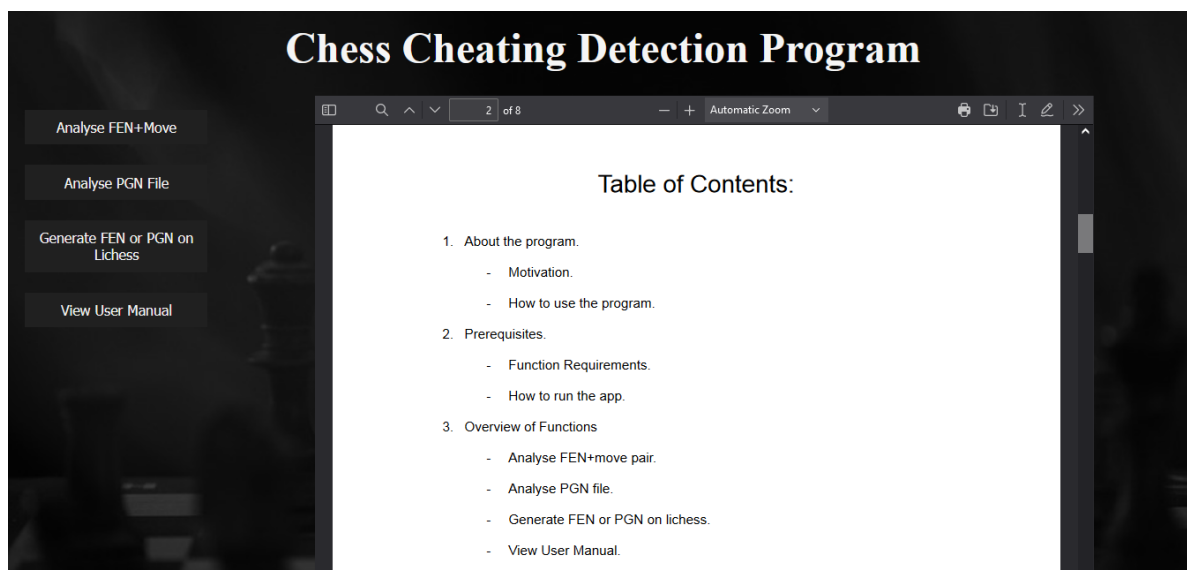 Chess Cheating Detection Program
Analyse FEN+Move
Analyse PGN File
Generate FEN or PGN on
Lichess
View User Manual
2 of 8
Automatic Zoom
Table of Contents:
1. About the program.
- Motivation.
- How to use the program.
2. Prerequisites.
- Function Requirements.
- How to run the app.
3. Overview of Functions
- Analyse FEN+move pair.
- Analyse PGN file.
- Generate FEN or PGN on lichess.
- View User Manual.